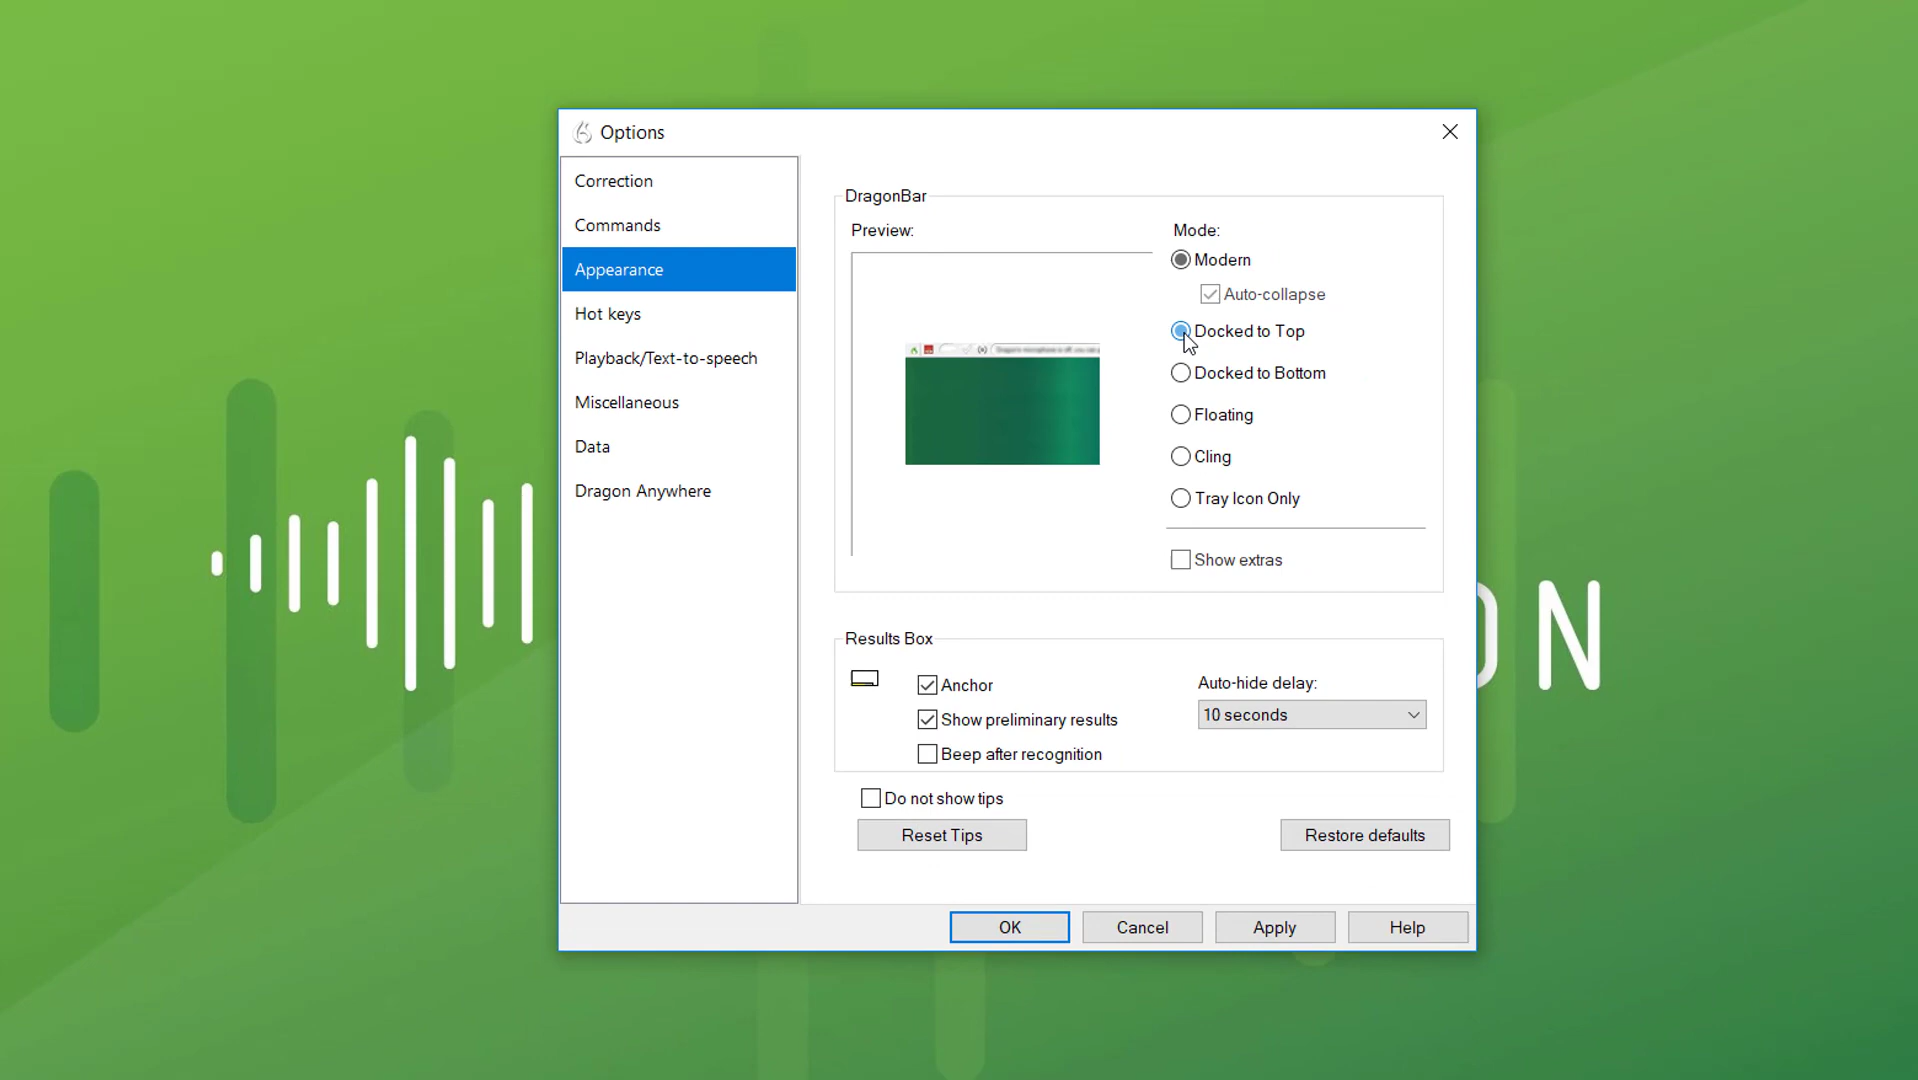 Options
Correction
Commands
Appearance
Hot keys
Playback/Text-to-speech
Miscellaneous
Data
Dragon Anywhere
DragonBar
Preview:
Mode:
Modern
Auto-collapse
Docked to Top
Docked to Bottom
Floating
Cling
Tray Icon Only
Show extras
Results Box
Anchor
Show preliminary results
Beep after recognition
Auto-hide delay:
10 seconds
Do not show tips
Reset Tips
Restore defaults
OK
Cancel
Apply
Help
ON